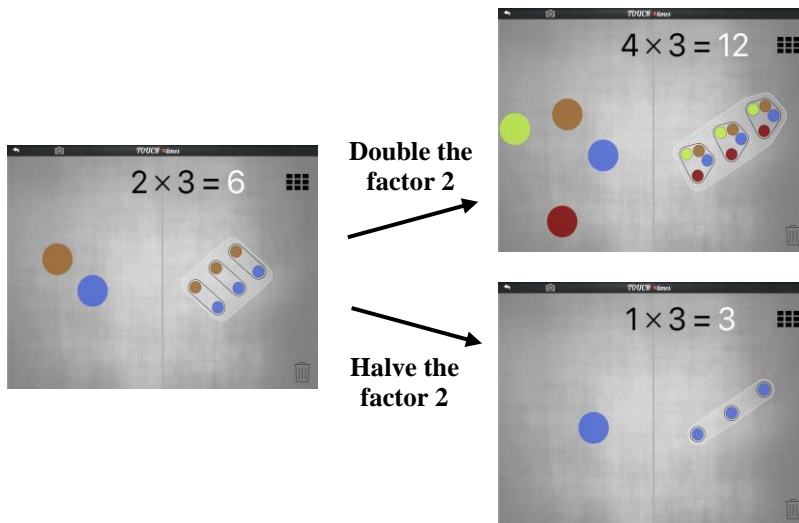 TOUCH times
2 × 3 = 6
Double the
factor 2
Halve the
factor 2
TOUCH times
4 × 3 = 12
TOUCH times
1 × 3 = 3